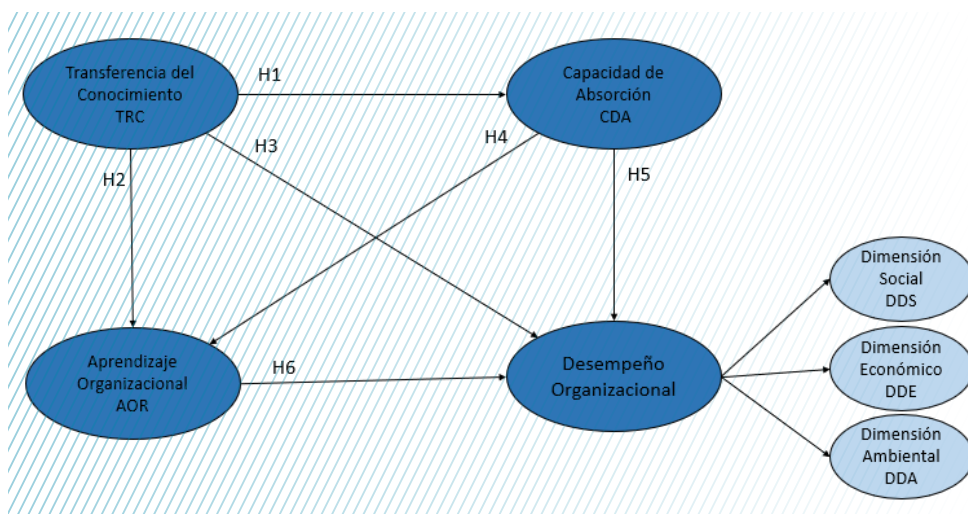 Transferencia del
Conocimiento
TRC
H1
Capacidad de
Absorción
CDA
H2
H3
H4
H5
Aprendizaje
Organizacional
AOR
H6
Desempeño
Organizacional
Dimensión
Social
DDS
Dimensión
Económico
DDE
Dimensión
Ambiental
DDA